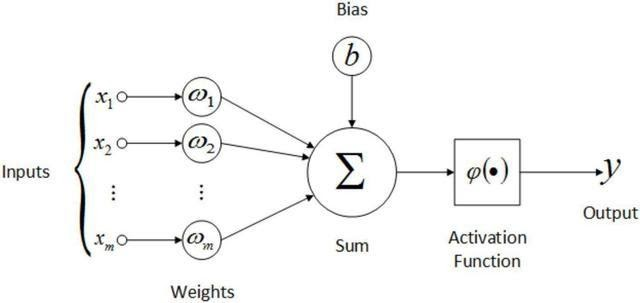 Bias
b
x₁ ω₁
x₂ ω₂
Inputs
⋮ ⋮
Σ
φ(•)
y
Output
xₘ ωₘ
Sum
Activation
Function
Weights